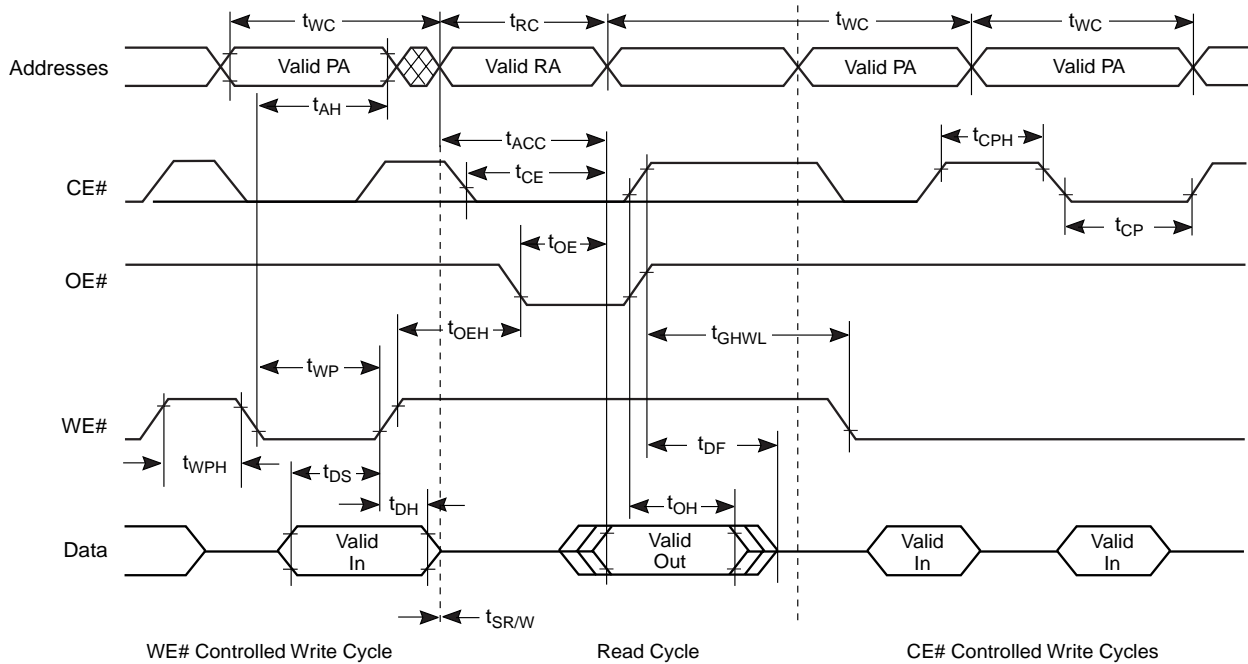 tWC tRC tWC tWC
Addresses Valid PA Valid RA Valid PA Valid PA
tAH
tACC tCPH
tCE
CE#
tOE tCP
OE#
tOEH tGHWL
tWP
WE#
tWPH tDS tDF
tDH tOH
Data Valid In Valid Out Valid In Valid In
tSR/W
WE# Controlled Write Cycle Read Cycle CE# Controlled Write Cycles